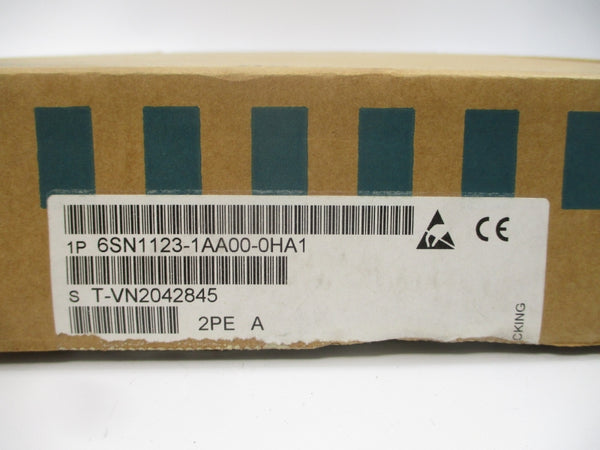 1P 6SN1123-1AA00-0HA1
CE
S T-VN2042845
2PE A
CKING